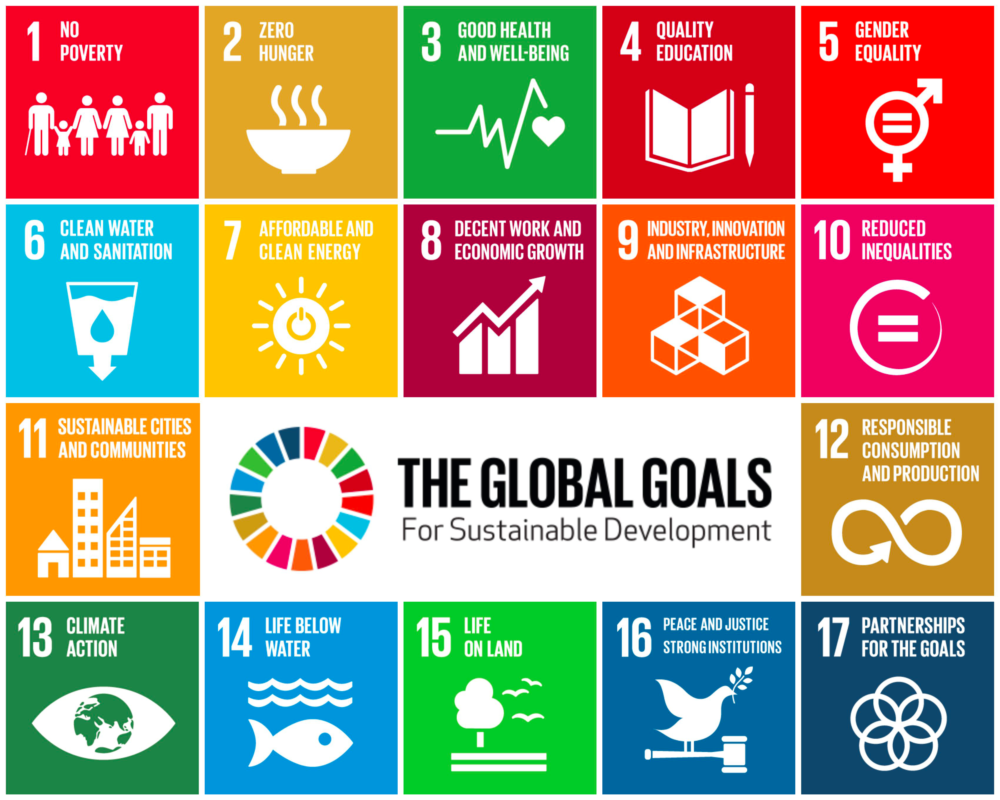 1 NO
POVERTY
2 ZERO
HUNGER
3 GOOD HEALTH
AND WELL-BEING
4 QUALITY
EDUCATION
5 GENDER
EQUALITY
6 CLEAN WATER
AND SANITATION
7 AFFORDABLE AND
CLEAN ENERGY
8 DECENT WORK AND
ECONOMIC GROWTH
9 INDUSTRY, INNOVATION
AND INFRASTRUCTURE
10 REDUCED
INEQUALITIES
11 SUSTAINABLE CITIES
AND COMMUNITIES
THE GLOBAL GOALS
For Sustainable Development
12 RESPONSIBLE
CONSUMPTION
AND PRODUCTION
13 CLIMATE
ACTION
14 LIFE BELOW
WATER
15 LIFE
ON LAND
16 PEACE AND JUSTICE
STRONG INSTITUTIONS
17 PARTNERSHIPS
FOR THE GOALS